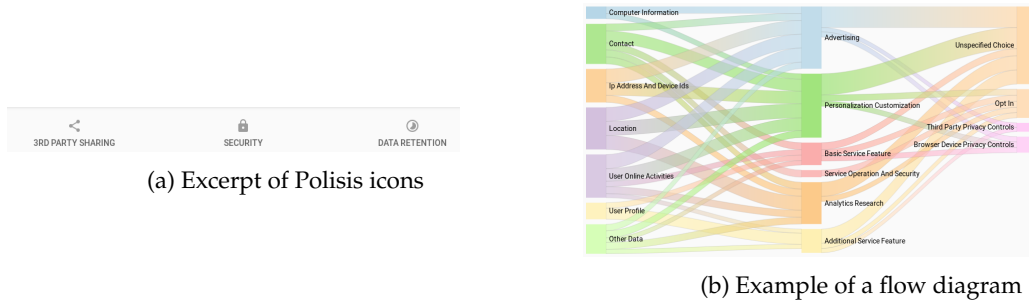 3RD PARTY SHARING
SECURITY
DATA RETENTION
(a) Excerpt of Polisis icons
Computer Information
Contact
Ip Address And Device Ids
Location
User Online Activities
User Profile
Other Data
Advertising
Personalization Customization
Basic Service Feature
Service Operation And Security
Analytics Research
Additional Service Feature
Unspecified Choice
Opt In
Third Party Privacy Controls
Browser Device Privacy Controls
(b) Example of a flow diagram